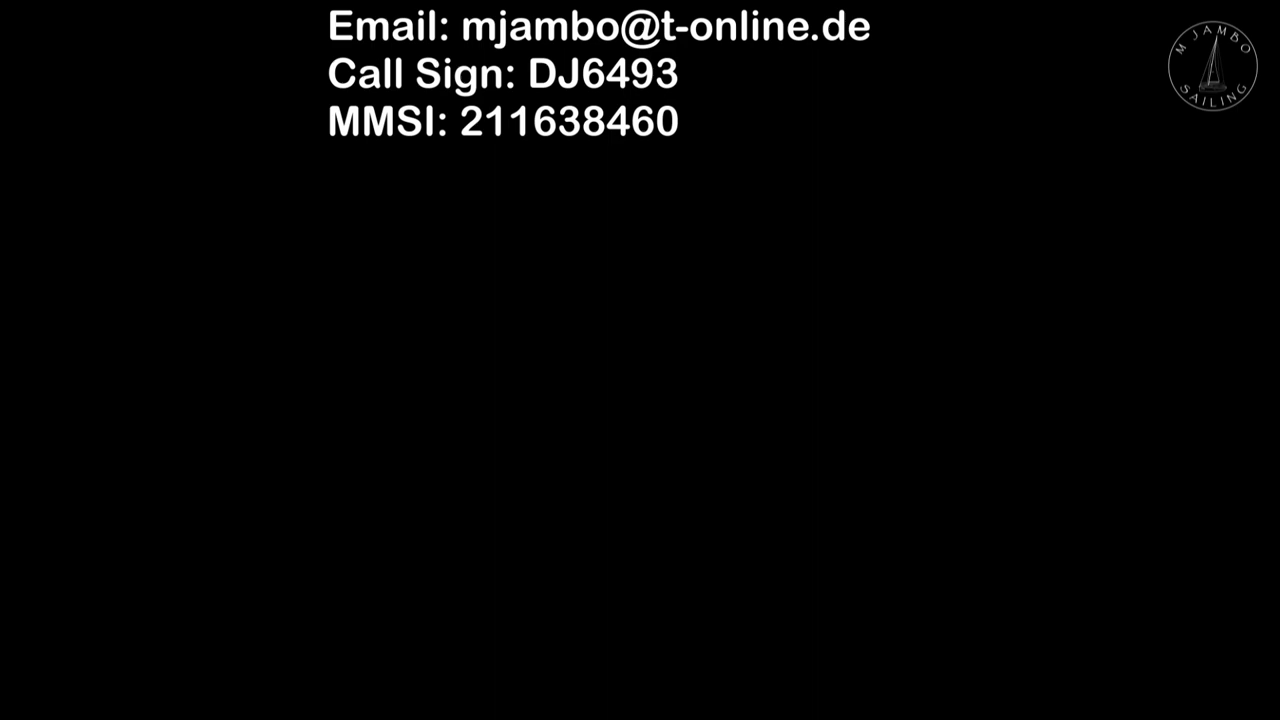 Email: mjambo@t-online.de
Call Sign: DJ6493
MMSI: 211638460
M JAMBO
SAILING